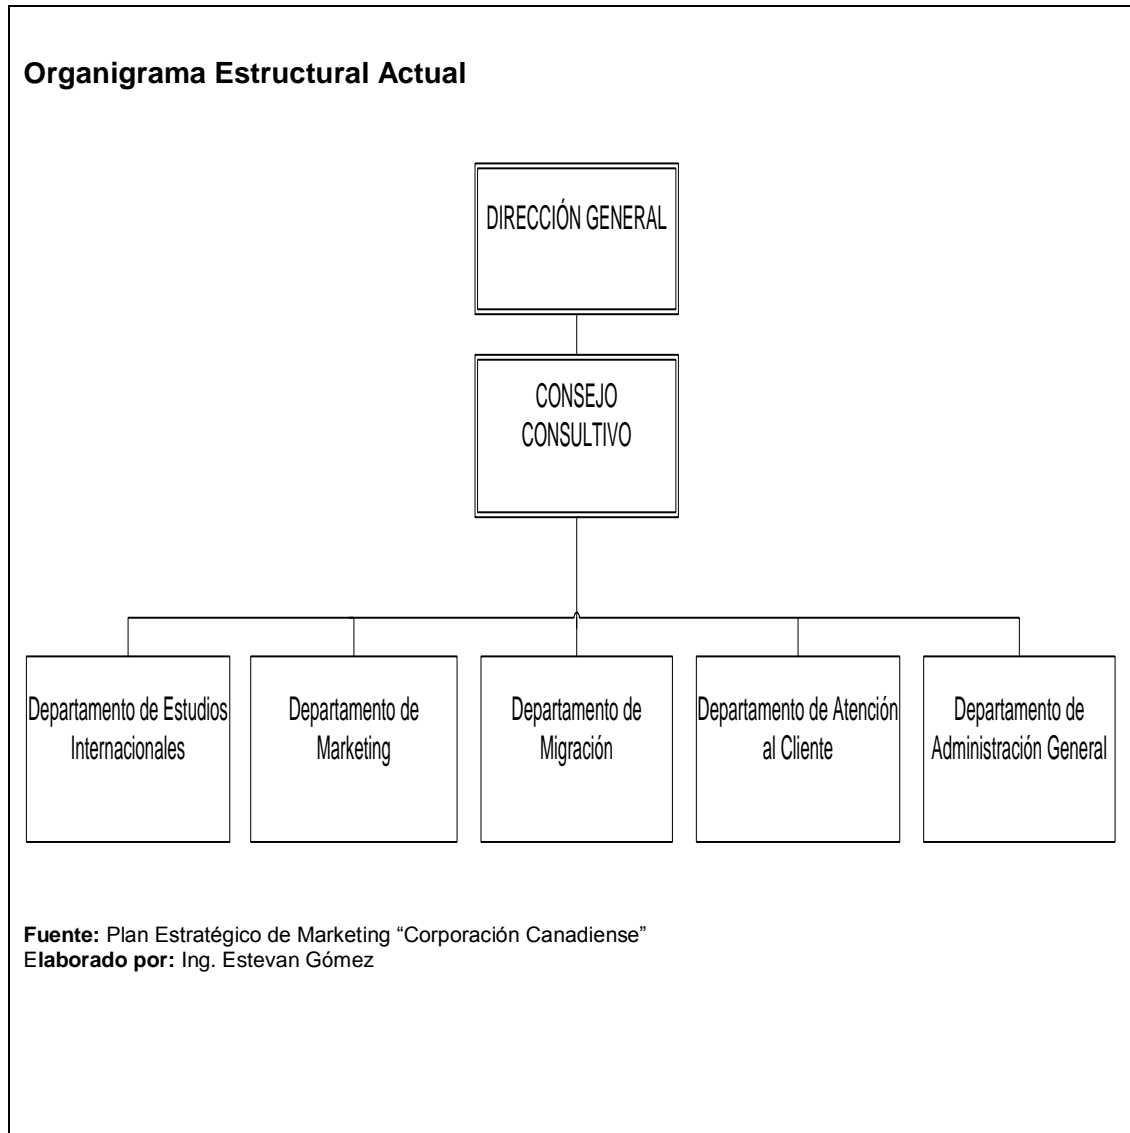 Organigrama Estructural Actual
DIRECCIÓN GENERAL
CONSEJO
CONSULTIVO
Departamento de Estudios
Internacionales
Departamento de
Marketing
Departamento de
Migración
Departamento de Atención
al Cliente
Departamento de
Administración General
Fuente: Plan Estratégico de Marketing “Corporación Canadiense”
Elaborado por: Ing. Estevan Gómez